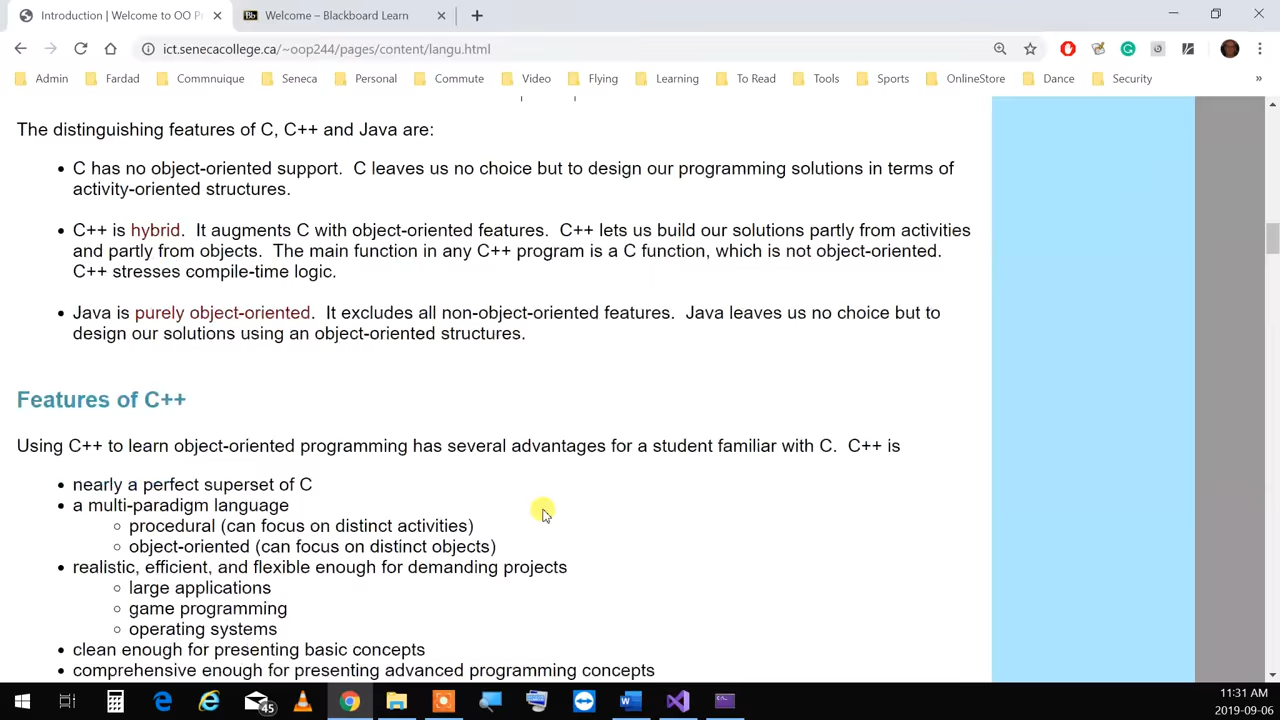 Introduction | Welcome to OO Pr
Welcome – Blackboard Learn
ict.senecacollege.ca/~oop244/pages/content/langu.html
Admin Fardad Commnuique Seneca Personal Commute Video Flying Learning To Read Tools Sports OnlineStore Dance Security »
The distinguishing features of C, C++ and Java are:
• C has no object-oriented support. C leaves us no choice but to design our programming solutions in terms of
activity-oriented structures.
• C++ is hybrid. It augments C with object-oriented features. C++ lets us build our solutions partly from activities
and partly from objects. The main function in any C++ program is a C function, which is not object-oriented.
C++ stresses compile-time logic.
• Java is purely object-oriented. It excludes all non-object-oriented features. Java leaves us no choice but to
design our solutions using an object-oriented structures.
Features of C++
Using C++ to learn object-oriented programming has several advantages for a student familiar with C. C++ is
• nearly a perfect superset of C
• a multi-paradigm language
◦ procedural (can focus on distinct activities)
◦ object-oriented (can focus on distinct objects)
• realistic, efficient, and flexible enough for demanding projects
◦ large applications
◦ game programming
◦ operating systems
• clean enough for presenting basic concepts
• comprehensive enough for presenting advanced programming concepts
45
11:31 AM
2019-09-06